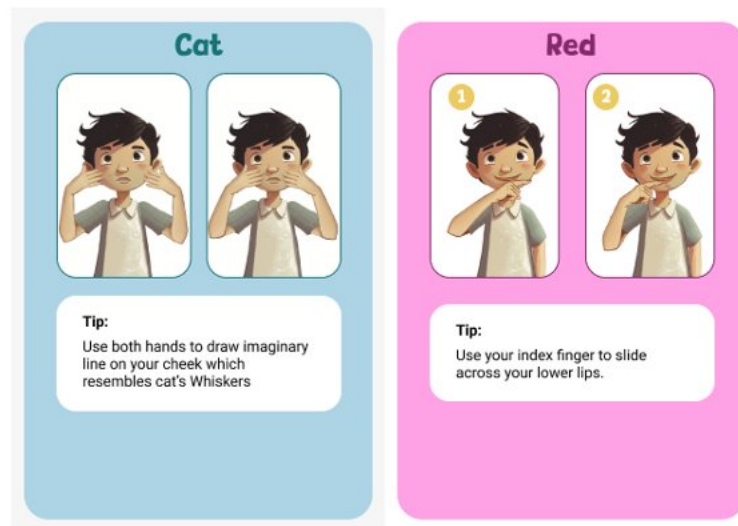 Cat
Tip:
Use both hands to draw imaginary
line on your cheek which
resembles cat's Whiskers
Red
1
2
Tip:
Use your index finger to slide
across your lower lips.